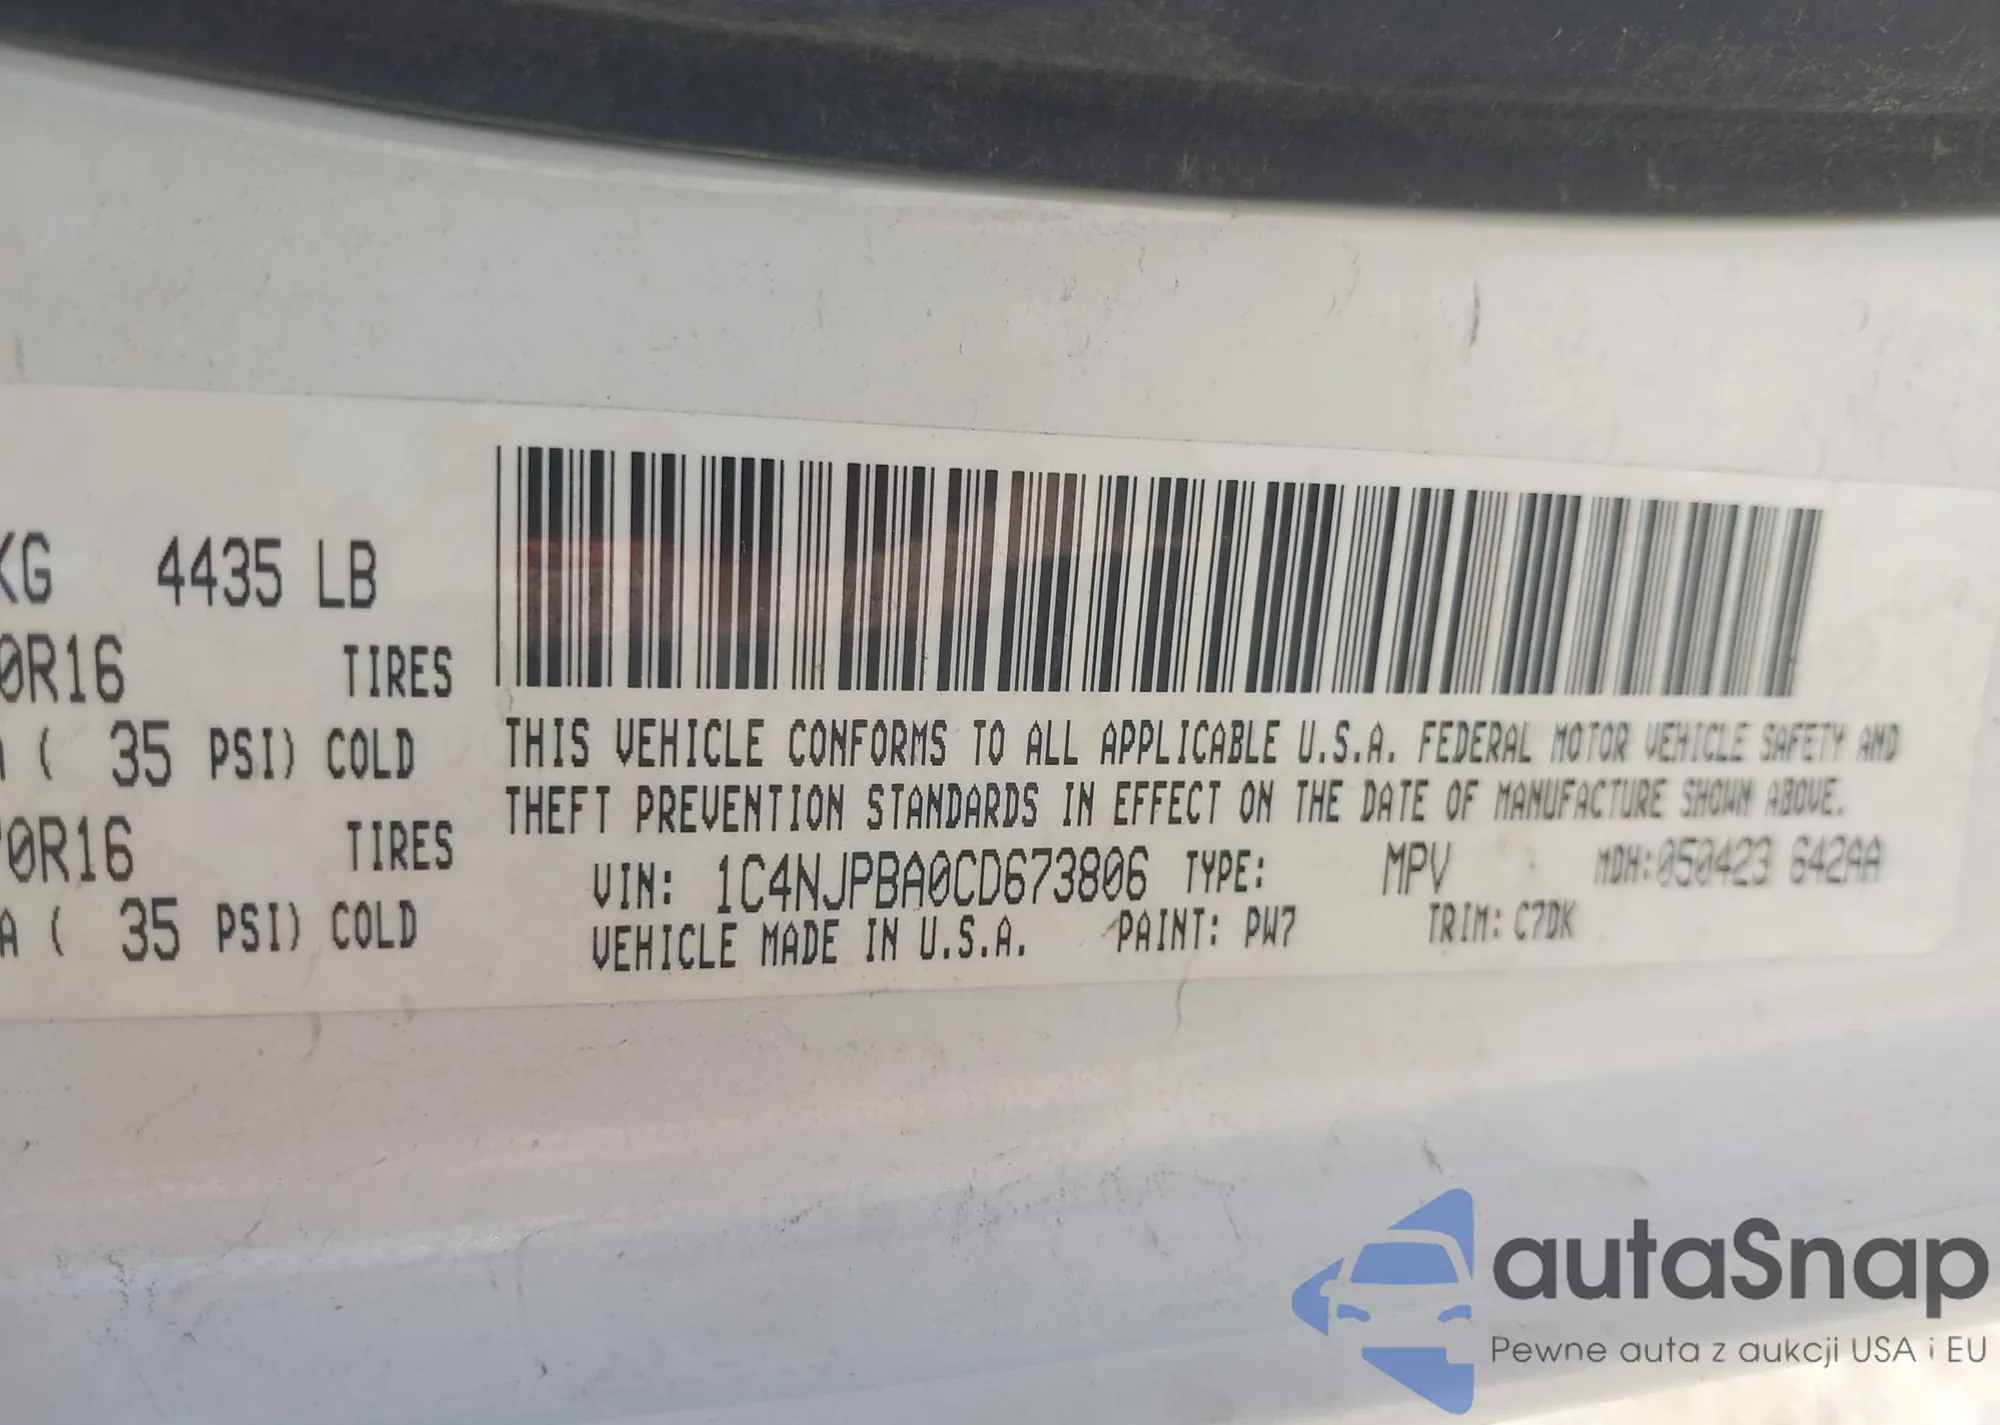 KG 4435 LB
0R16 TIRES
A ( 35 PSI) COLD
70R16 TIRES
A ( 35 PSI) COLD
THIS VEHICLE CONFORMS TO ALL APPLICABLE U.S.A. FEDERAL MOTOR VEHICLE SAFETY AND
THEFT PREVENTION STANDARDS IN EFFECT ON THE DATE OF MANUFACTURE SHOWN ABOVE.
VIN: 1C4NJPBA0CD673806 TYPE: MPV MDH:050423 642AA
VEHICLE MADE IN U.S.A. PAINT: PW7 TRIM: C7DK
autaSnap
Pewne auta z aukcji USA i EU